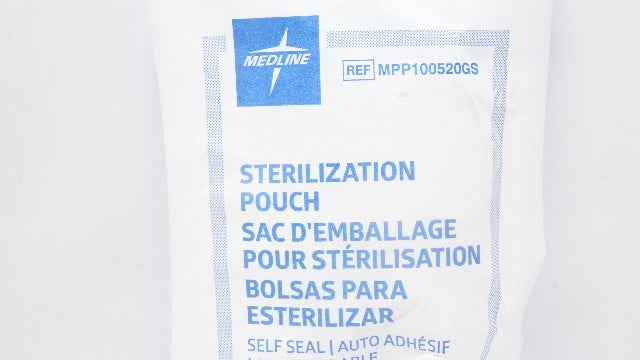 MEDLINE
REF MPP100520GS
STERILIZATION
POUCH
SAC D'EMBALLAGE
POUR STÉRILISATION
BOLSAS PARA
ESTERILIZAR
SELF SEAL | AUTO ADHÉSIF